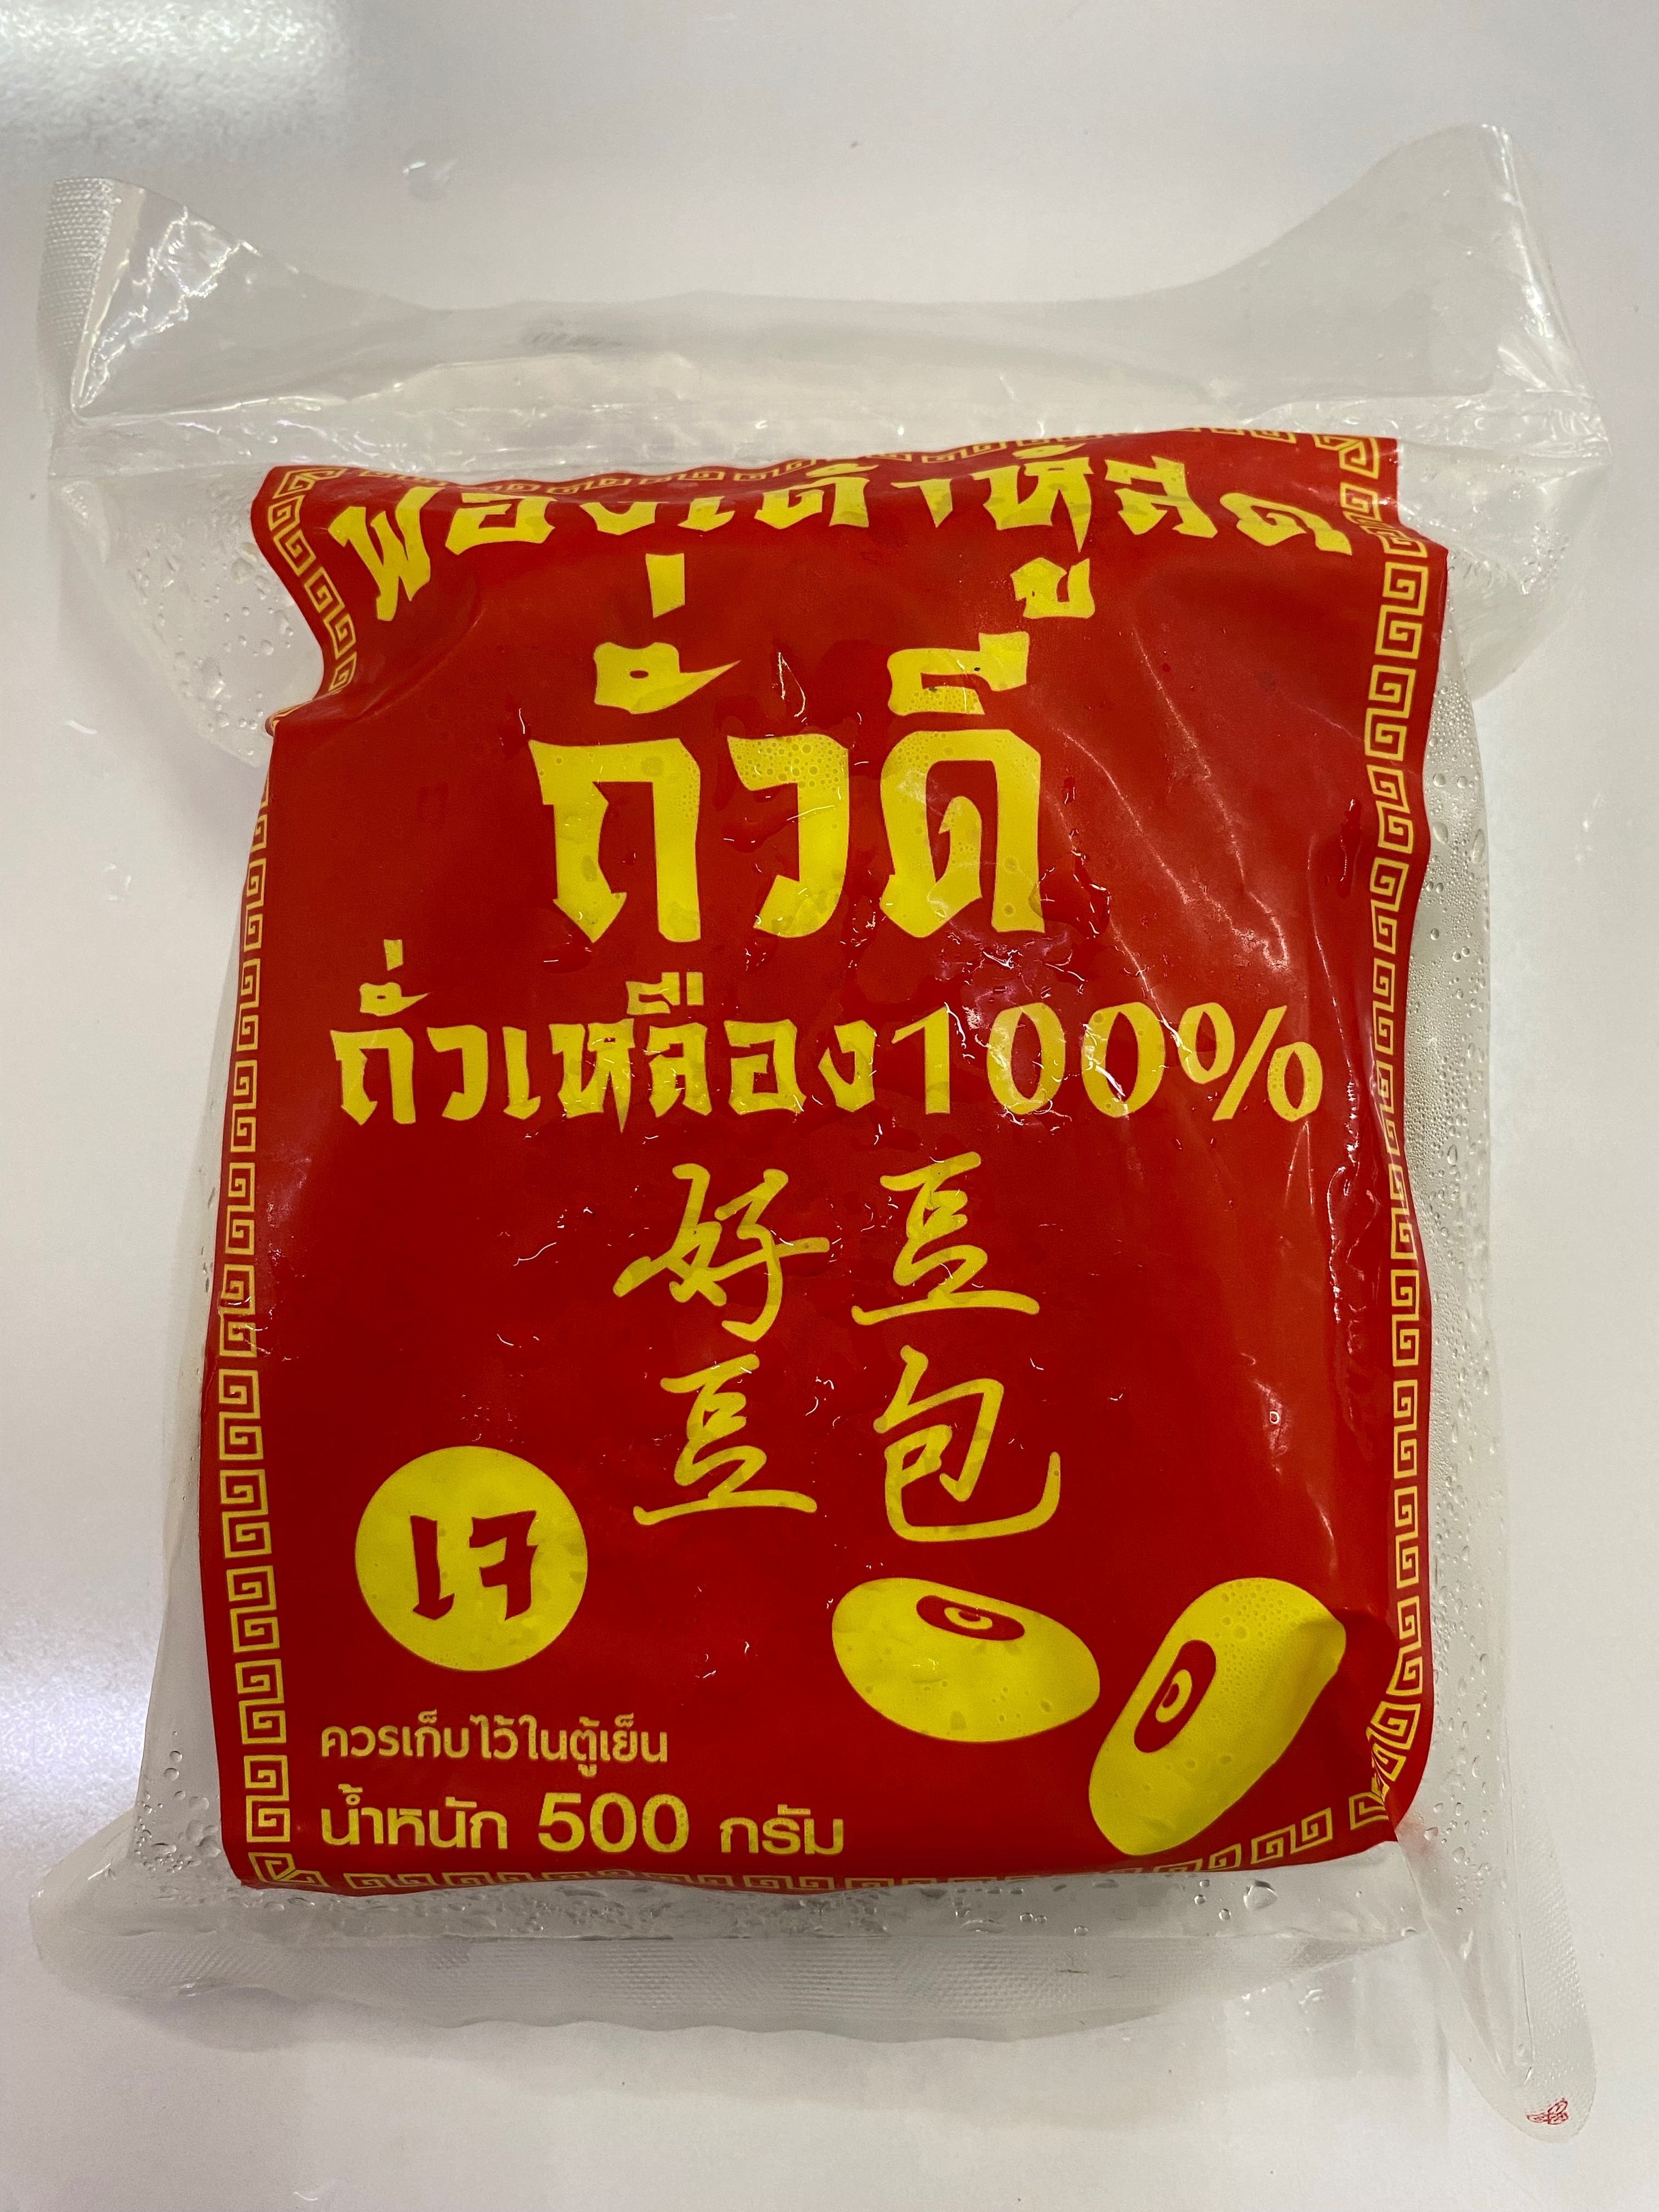 ฟองเต้าหู้สด
ถั่วดี
ถั่วเหลือง100%
好豆
豆包
เจ
ควรเก็บไว้ในตู้เย็น
น้ำหนัก 500 กรัม